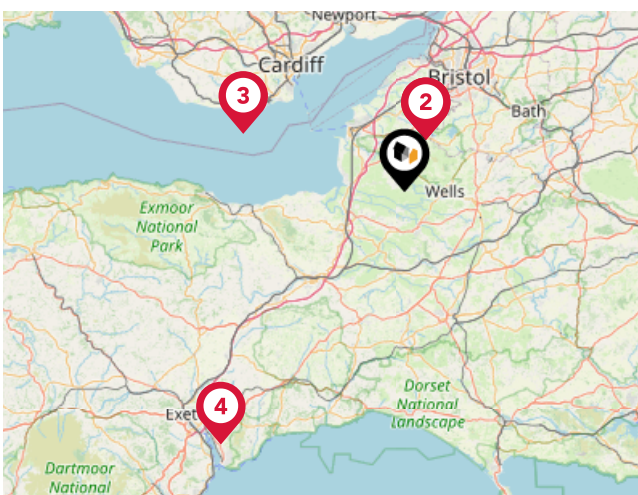 Newport
Cardiff
3
Bristol
2
Bath
Wells
Exmoor
National
Park
Dorset
National
Landscape
4
Exet
Dartmoor
National